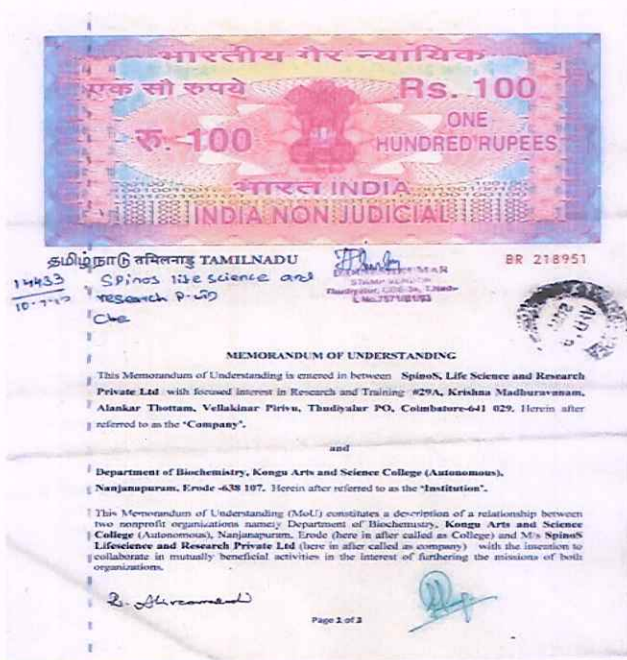 भारतीय गैर न्यायिक
एक सौ रुपये
Rs. 100
रु. 100
ONE
HUNDRED RUPEES
भारत INDIA
INDIA NON JUDICIAL
தமிழ்நாடு तमिलनाडु TAMILNADU
BR 218951
14433
Spinos life science and
research P. Ltd
Cbe
STAMP VENDOR
MEMORANDUM OF UNDERSTANDING
This Memorandum of Understanding is entered in between SpinoS, Life Science and Research
Private Ltd with focused interest in Research and Training #29A, Krishna Madhuravanam,
Alankar Thottam, Vellakinar Pirivu, Thudiyalur PO, Coimbatore-641 029. Herein after
referred to as the 'Company'.
and
Department of Biochemistry, Kongu Arts and Science College (Autonomous),
Nanjanapuram, Erode -638 107. Herein after referred to as the 'Institution'.
This Memorandum of Understanding (MoU) constitutes a description of a relationship between
two nonprofit organizations namely Department of Biochemistry, Kongu Arts and Science
College (Autonomous), Nanjanapuram, Erode (here in after called as College) and M/s SpinoS
Lifescience and Research Private Ltd (here in after called as company) with the intention to
collaborate in mutually beneficial activities in the interest of furthering the missions of both
organizations.
Page 1 of 3